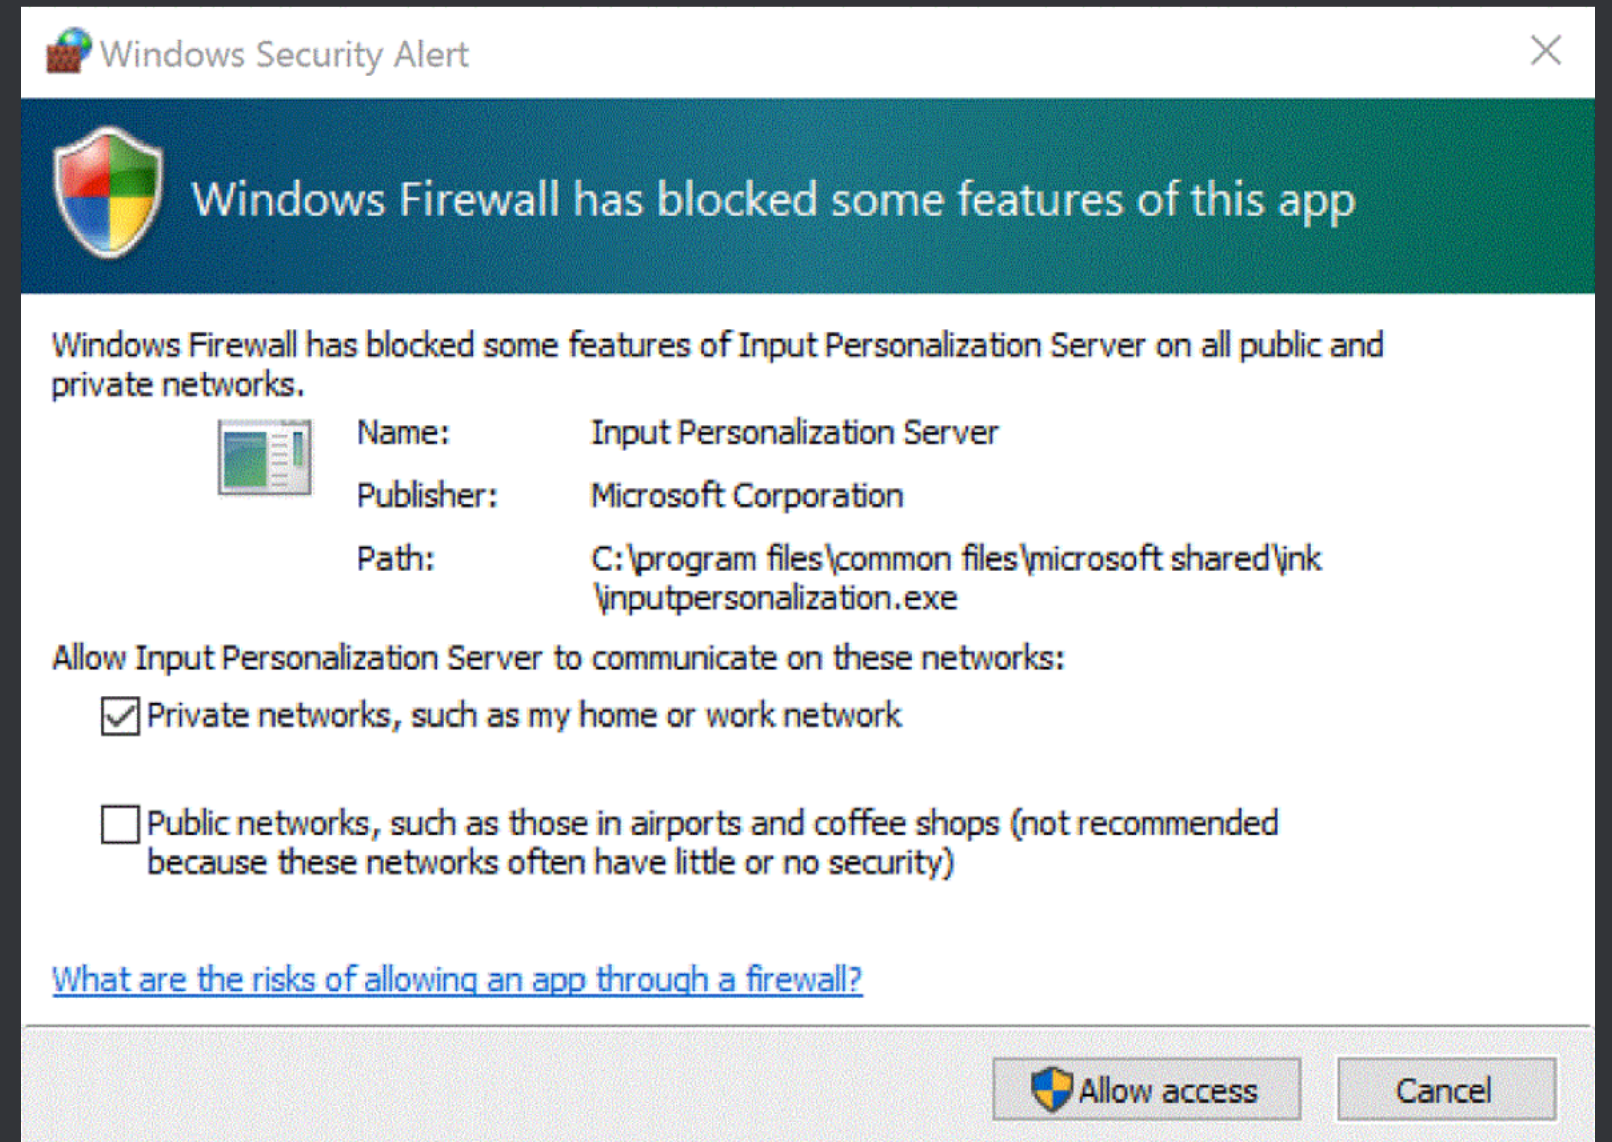 Windows Security Alert
Windows Firewall has blocked some features of this app
Windows Firewall has blocked some features of Input Personalization Server on all public and
private networks.
Name: Input Personalization Server
Publisher: Microsoft Corporation
Path: C:\program files\common files\microsoft shared\ink
\inputpersonalization.exe
Allow Input Personalization Server to communicate on these networks:
Private networks, such as my home or work network
Public networks, such as those in airports and coffee shops (not recommended
because these networks often have little or no security)
What are the risks of allowing an app through a firewall?
Allow access Cancel